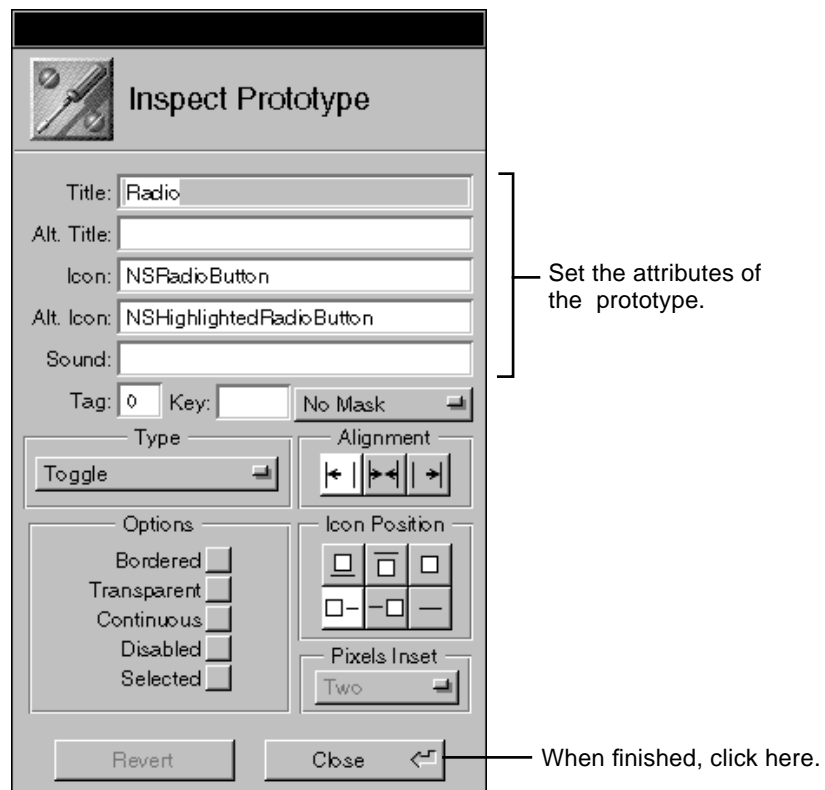 Inspect Prototype
Title: Radio
Alt. Title:
Icon: NSRadioButton
Alt. Icon: NSHighlightedRadioButton
Sound:
Tag: 0 Key: No Mask
Set the attributes of
the prototype.
Type
Toggle
Alignment
Options
Bordered
Transparent
Continuous
Disabled
Selected
Icon Position
Pixels Inset
Two
Revert
Close
When finished, click here.